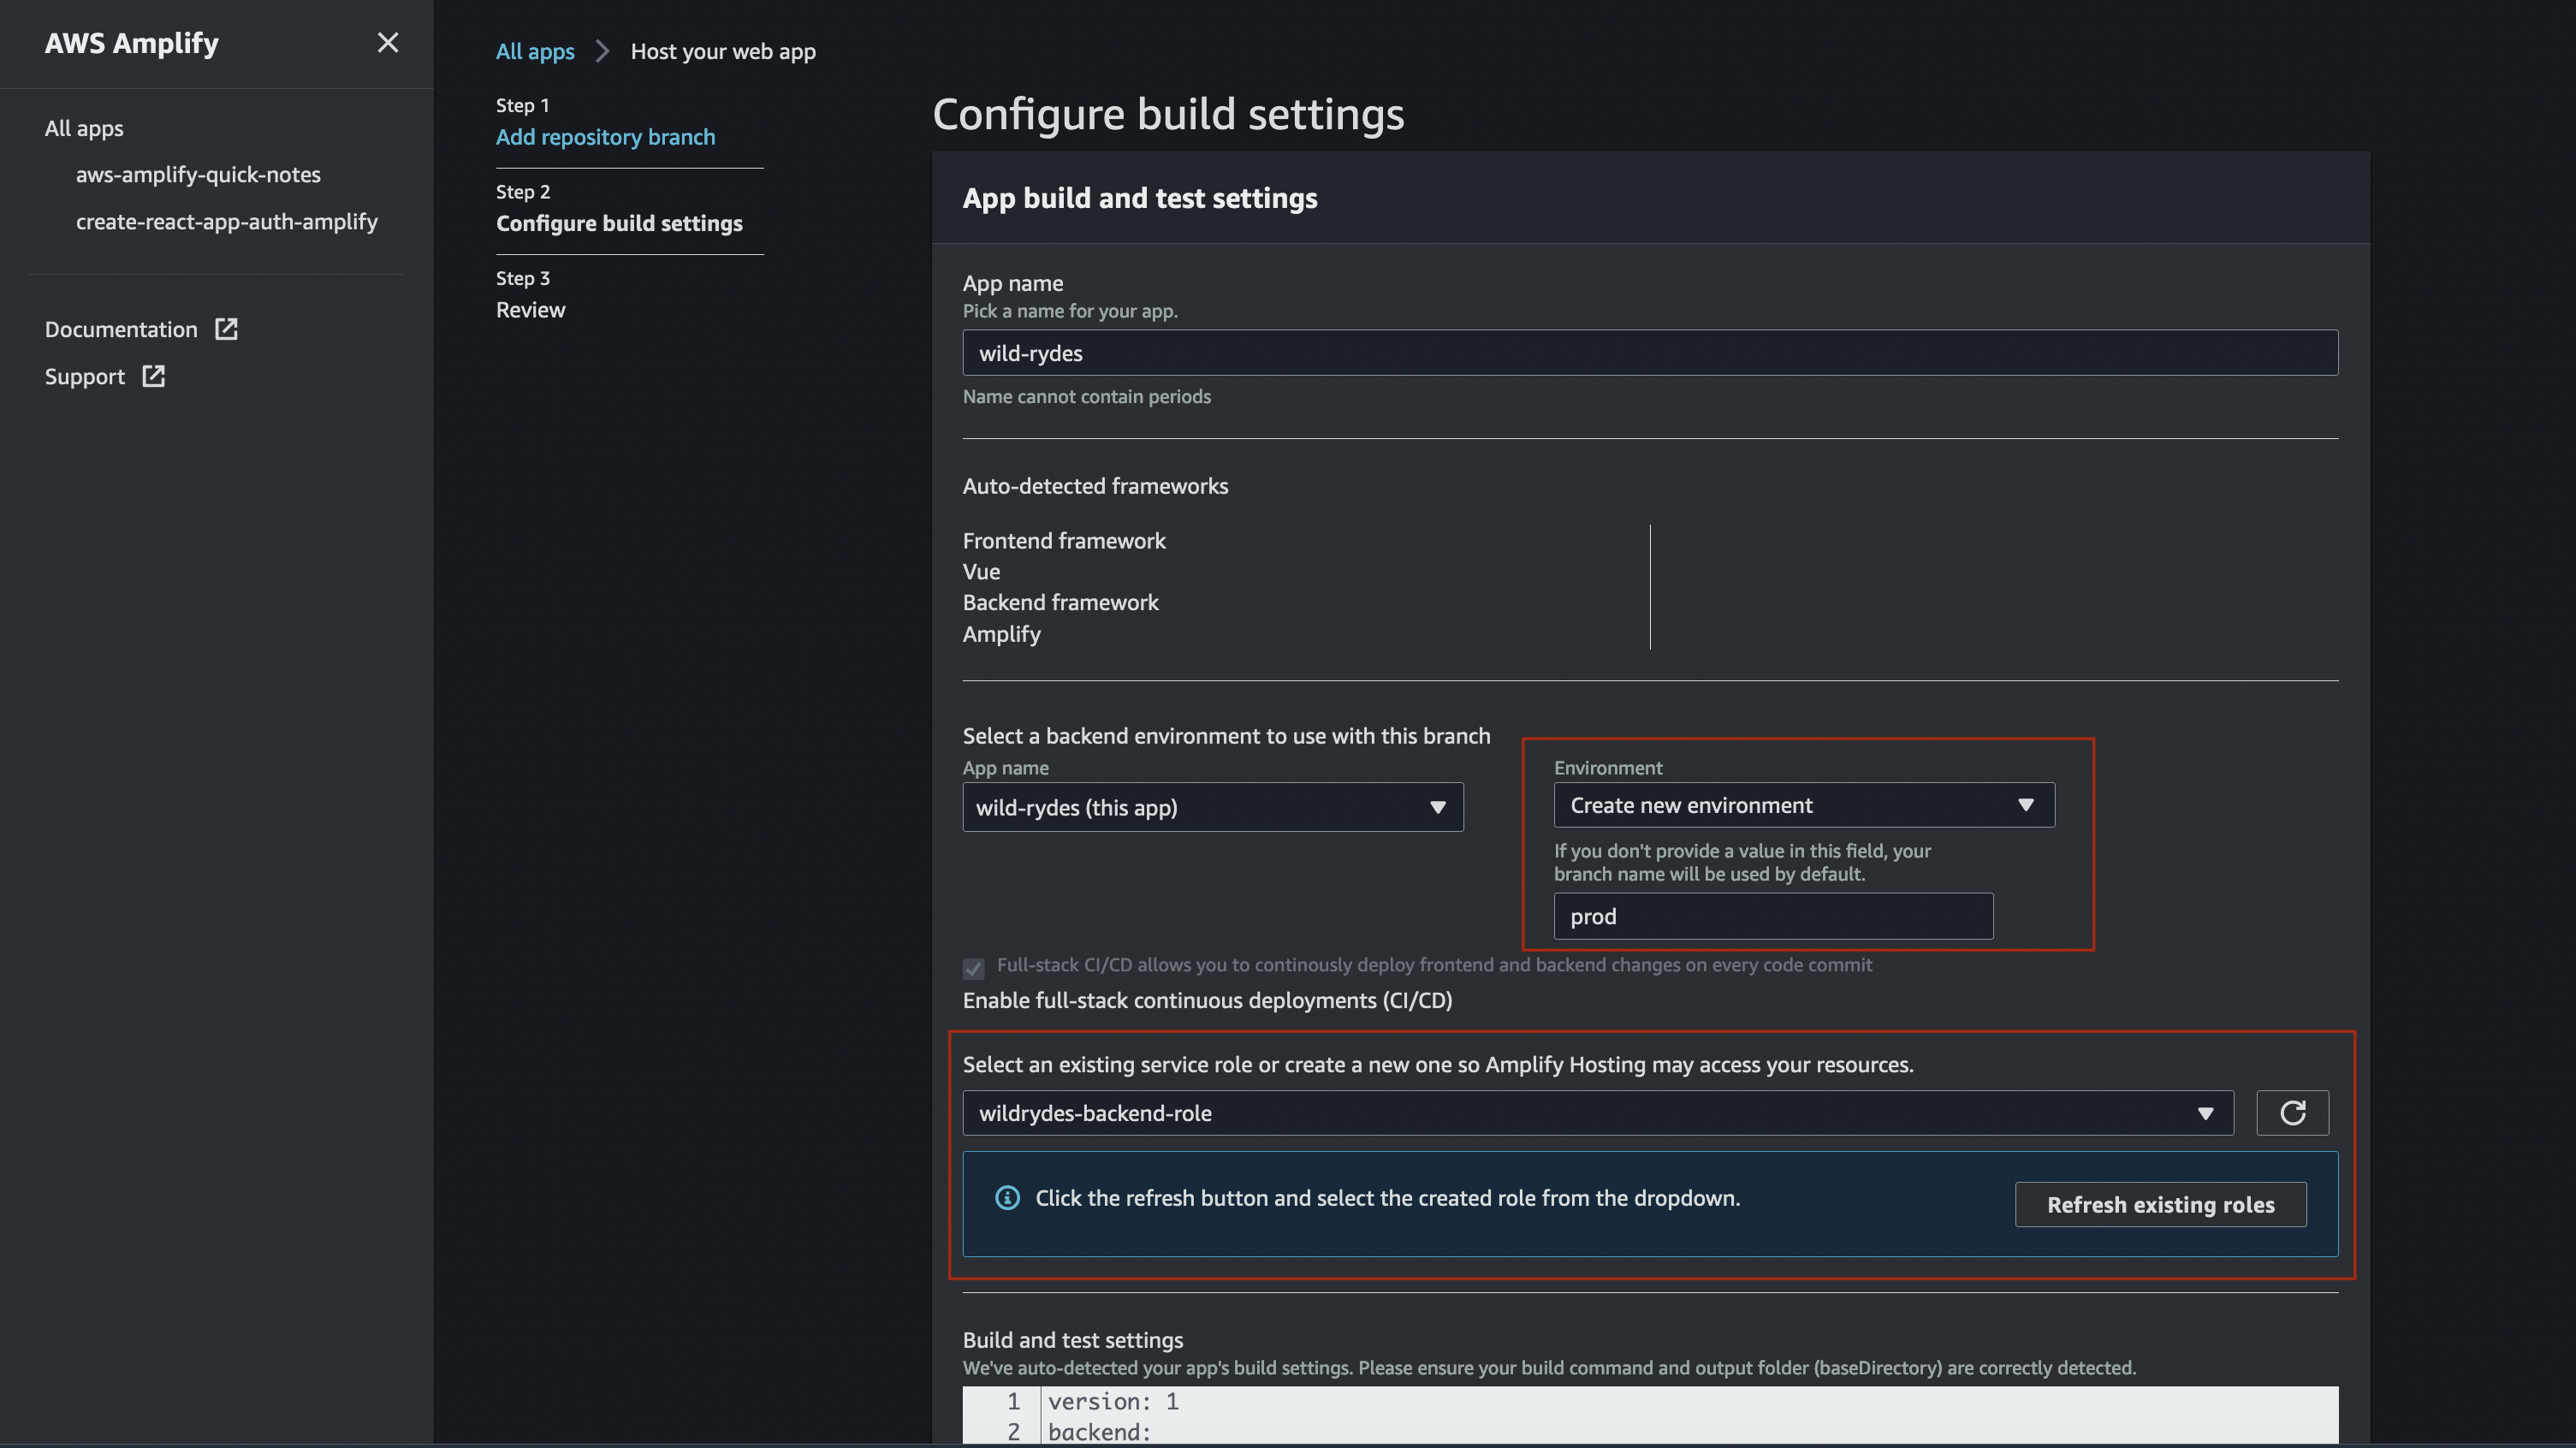 AWS Amplify
All apps
aws-amplify-quick-notes
create-react-app-auth-amplify
Documentation
Support
All apps
Host your web app
Step 1
Add repository branch
Step 2
Configure build settings
Step 3
Review
Configure build settings
App build and test settings
App name
Pick a name for your app.
wild-rydes
Name cannot contain periods
Auto-detected frameworks
Frontend framework
Vue
Backend framework
Amplify
Select a backend environment to use with this branch
App name
wild-rydes (this app)
Environment
Create new environment
If you don't provide a value in this field, your
branch name will be used by default.
prod
Full-stack CI/CD allows you to continously deploy frontend and backend changes on every code commit
Enable full-stack continuous deployments (CI/CD)
Select an existing service role or create a new one so Amplify Hosting may access your resources.
wildrydes-backend-role
Click the refresh button and select the created role from the dropdown.
Refresh existing roles
Build and test settings
We've auto-detected your app's build settings. Please ensure your build command and output folder (baseDirectory) are correctly detected.
1 version: 1
2 backend: